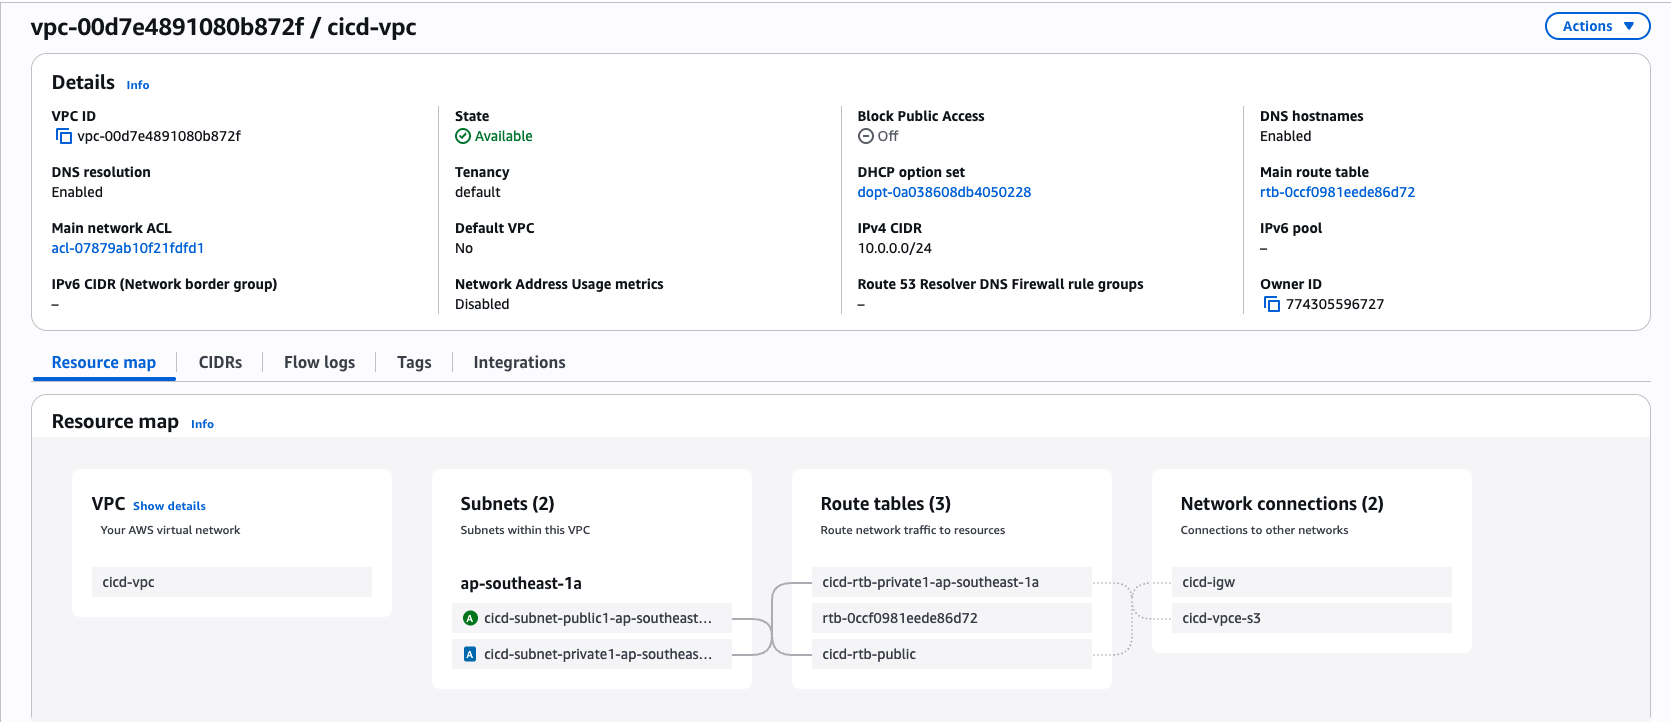 vpc-00d7e4891080b872f / cicd-vpc
Actions
Details Info
VPC ID
vpc-00d7e4891080b872f
State
Available
Block Public Access
Off
DNS hostnames
Enabled
DNS resolution
Enabled
Tenancy
default
DHCP option set
dopt-0a038608db4050228
Main route table
rtb-0ccf0981eede86d72
Main network ACL
acl-07879ab10f21fdfd1
Default VPC
No
IPv4 CIDR
10.0.0.0/24
IPv6 pool
–
IPv6 CIDR (Network border group)
–
Network Address Usage metrics
Disabled
Route 53 Resolver DNS Firewall rule groups
–
Owner ID
774305596727
Resource map
CIDRs
Flow logs
Tags
Integrations
Resource map Info
VPC Show details
Your AWS virtual network
cicd-vpc
Subnets (2)
Subnets within this VPC
ap-southeast-1a
A cicd-subnet-public1-ap-southeast...
A cicd-subnet-private1-ap-southeas...
Route tables (3)
Route network traffic to resources
cicd-rtb-private1-ap-southeast-1a
rtb-0ccf0981eede86d72
cicd-rtb-public
Network connections (2)
Connections to other networks
cicd-igw
cicd-vpce-s3